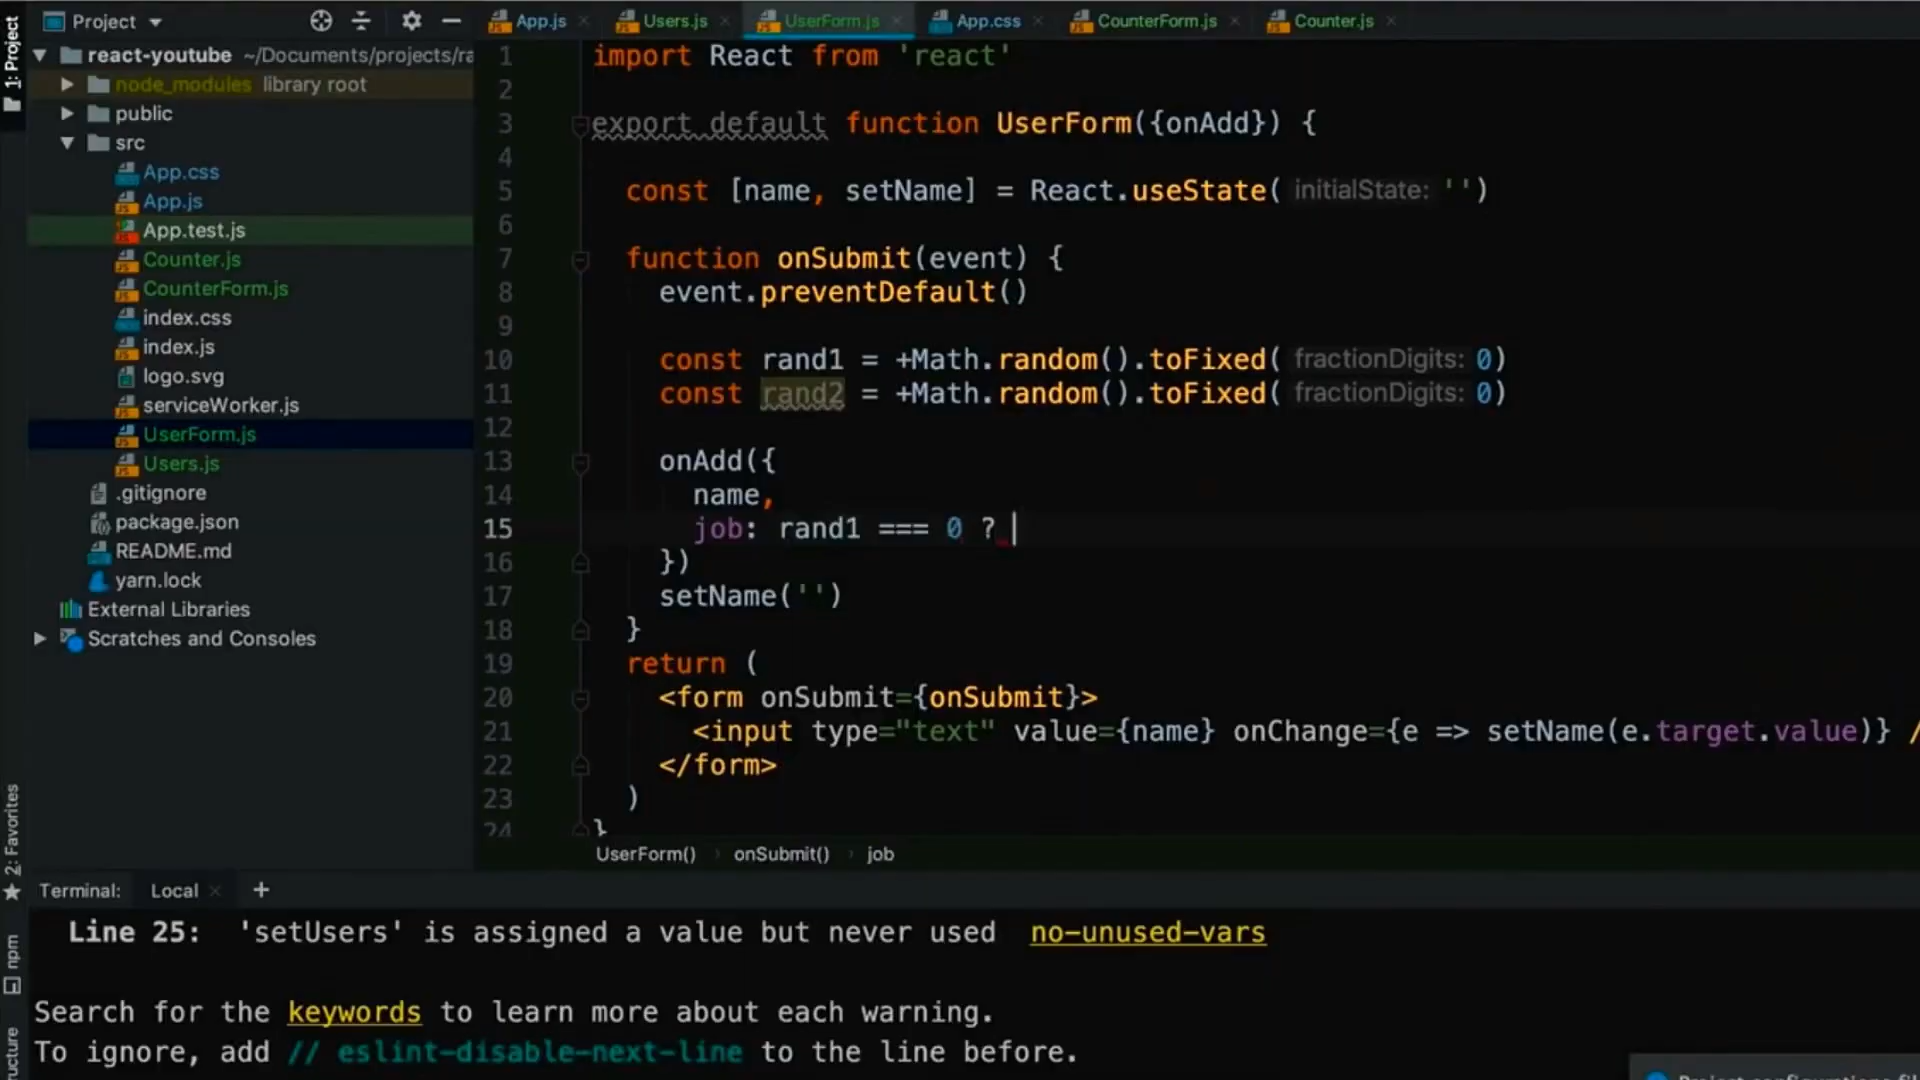 1: Project
Project
App.js
Users.js
UserForm.js
App.css
CounterForm.js
Counter.js
react-youtube ~/Documents/projects/ra
node_modules library root
public
src
App.css
App.js
App.test.js
Counter.js
CounterForm.js
index.css
index.js
logo.svg
serviceWorker.js
UserForm.js
Users.js
.gitignore
package.json
README.md
yarn.lock
External Libraries
Scratches and Consoles
1 import React from 'react'
2
3 export default function UserForm({onAdd}) {
4
5 const [name, setName] = React.useState( initialState: '')
6
7 function onSubmit(event) {
8 event.preventDefault()
9
10 const rand1 = +Math.random().toFixed( fractionDigits: 0)
11 const rand2 = +Math.random().toFixed( fractionDigits: 0)
12
13 onAdd({
14 name,
15 job: rand1 === 0 ?
16 })
17 setName('')
18 }
19 return (
20 <form onSubmit={onSubmit}>
21 <input type="text" value={name} onChange={e => setName(e.target.value)} /
22 </form>
23 )
24 }
UserForm() onSubmit() job
2: Favorites
npm
ructure
Terminal: Local +
Line 25: 'setUsers' is assigned a value but never used no-unused-vars
Search for the keywords to learn more about each warning.
To ignore, add // eslint-disable-next-line to the line before.